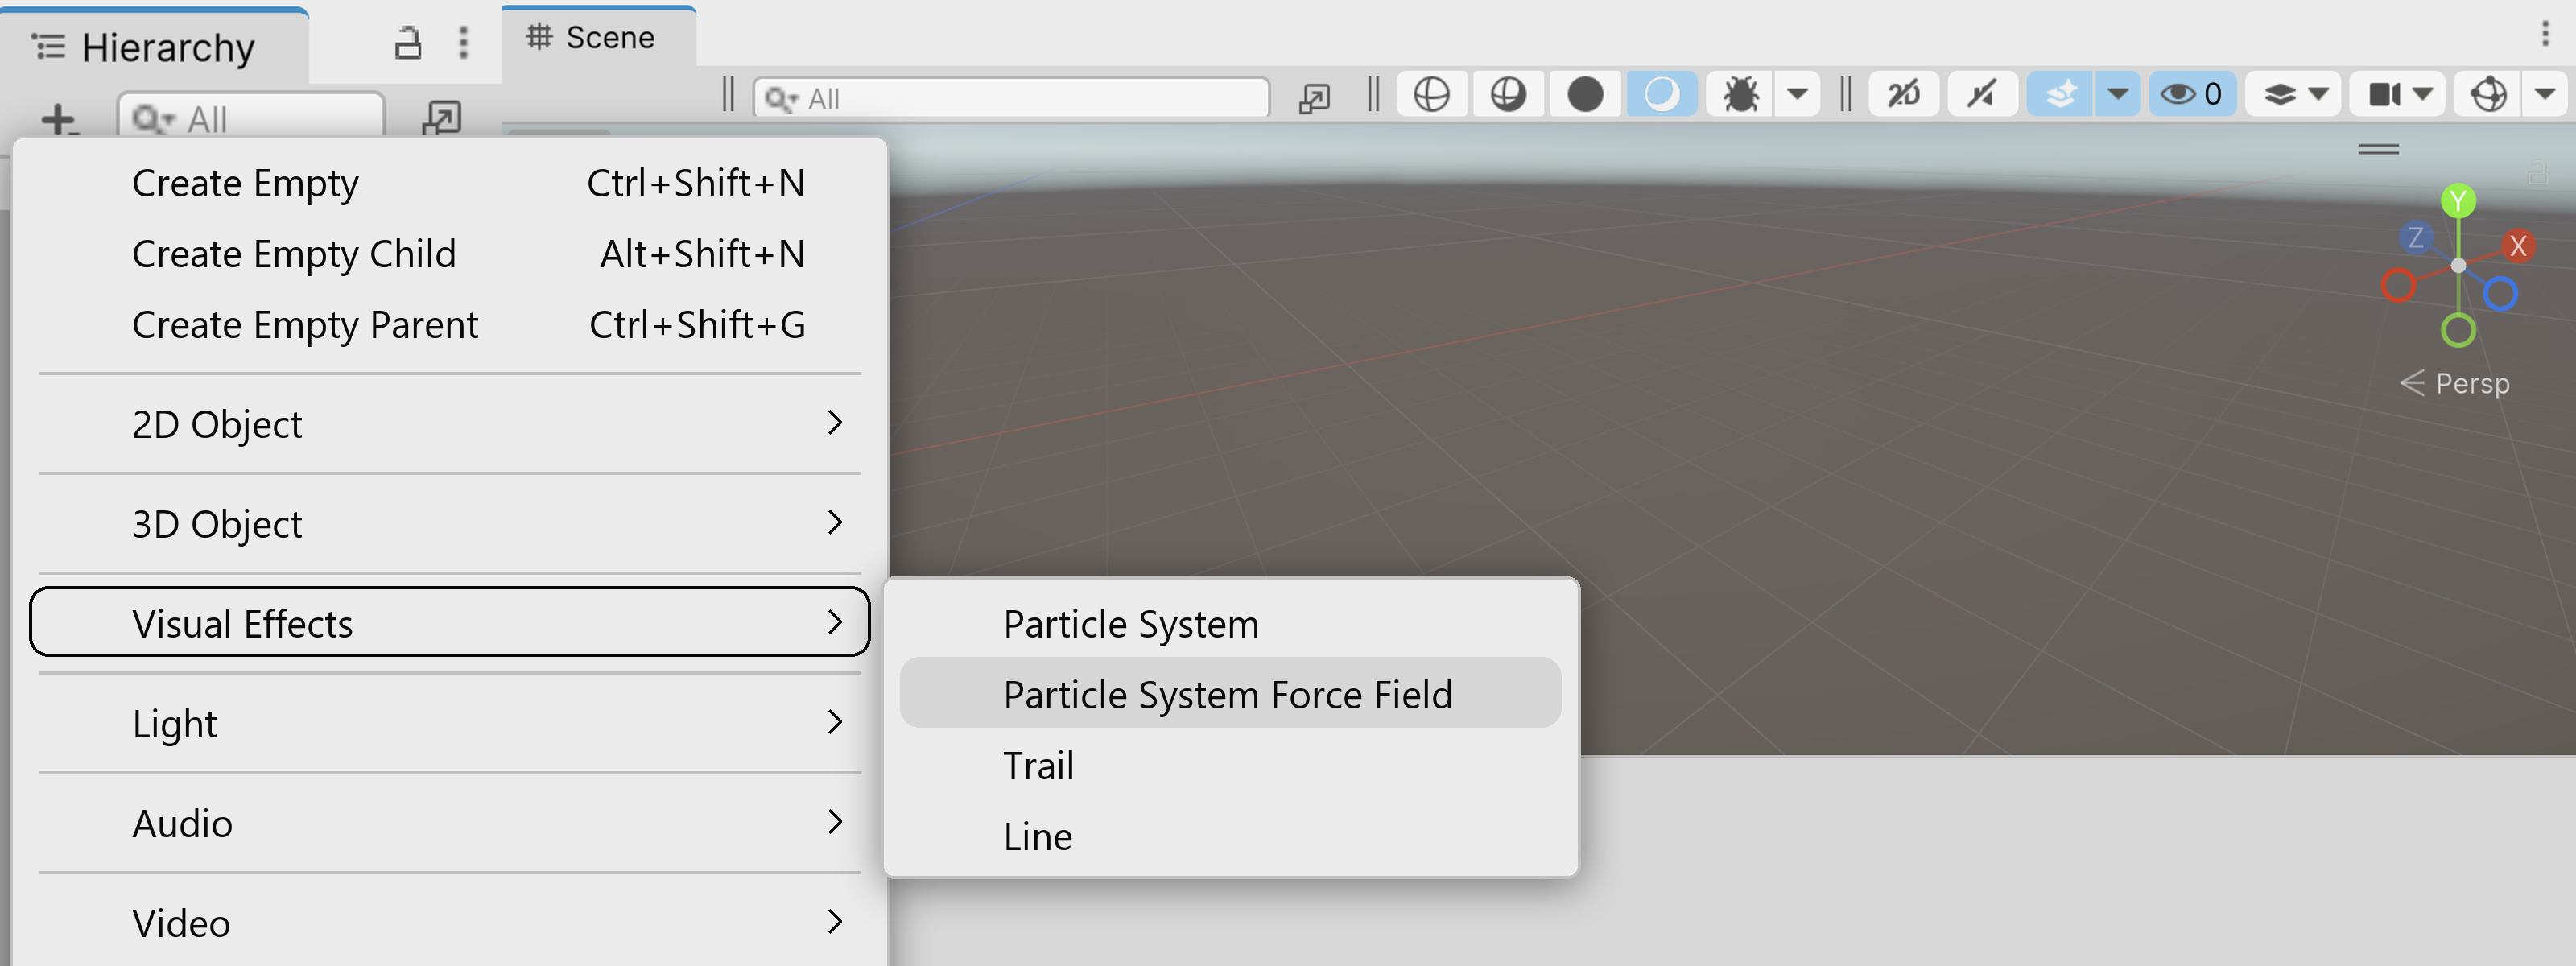 Hierarchy
Scene
All
All
2D
0
Create Empty Ctrl+Shift+N
Create Empty Child Alt+Shift+N
Create Empty Parent Ctrl+Shift+G
2D Object
3D Object
Visual Effects
Light
Audio
Video
Particle System
Particle System Force Field
Trail
Line
Y
Z
X
Persp